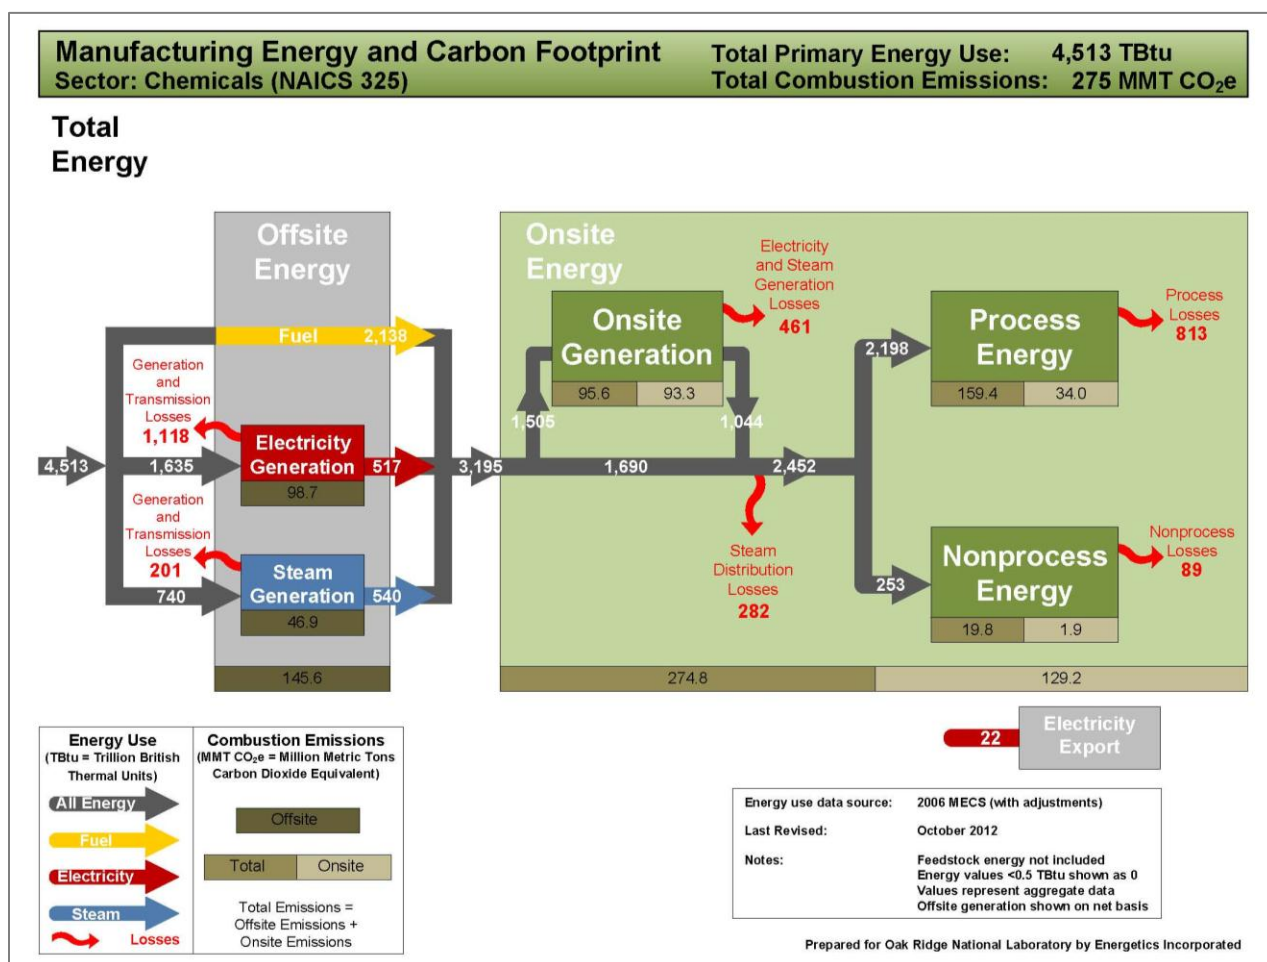 Manufacturing Energy and Carbon Footprint
Sector: Chemicals (NAICS 325)
Total Primary Energy Use: 4,513 TBtu
Total Combustion Emissions: 275 MMT CO₂e
Total
Energy
Offsite
Energy
Onsite
Energy
Fuel
2,138
Generation
and
Transmission
Losses
1,118
4,513
1,635
Electricity
Generation
98.7
517
Generation
and
Transmission
Losses
201
740
Steam
Generation
46.9
540
145.6
3,195
1,505
Onsite
Generation
95.6
93.3
Electricity
and Steam
Generation
Losses
461
1,044
1,690
2,452
Steam
Distribution
Losses
282
2,198
Process
Energy
159.4
34.0
Process
Losses
813
253
Nonprocess
Energy
19.8
1.9
Nonprocess
Losses
89
274.8
129.2
22
Electricity
Export
Energy Use
(TBtu = Trillion British
Thermal Units)
All Energy
Fuel
Electricity
Steam
Losses
Combustion Emissions
(MMT CO₂e = Million Metric Tons
Carbon Dioxide Equivalent)
Offsite
Total
Onsite
Total Emissions =
Offsite Emissions +
Onsite Emissions
Energy use data source: 2006 MECS (with adjustments)
Last Revised: October 2012
Notes: Feedstock energy not included
Energy values <0.5 TBtu shown as 0
Values represent aggregate data
Offsite generation shown on net basis
Prepared for Oak Ridge National Laboratory by Energetics Incorporated